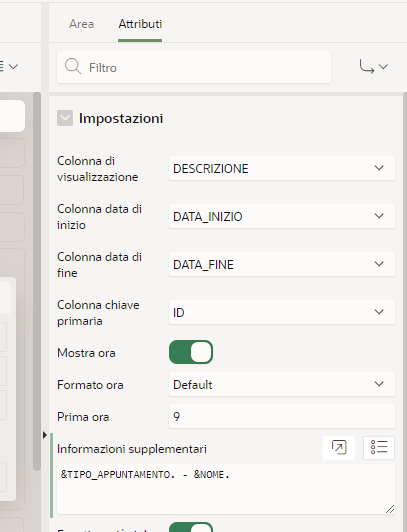 Area Attributi
Filtro
Impostazioni
Colonna di
visualizzazione
DESCRIZIONE
Colonna data di
inizio
DATA_INIZIO
Colonna data di
fine
DATA_FINE
Colonna chiave
primaria
ID
Mostra ora
Formato ora Default
Prima ora 9
Informazioni supplementari
&TIPO_APPUNTAMENTO. - &NOME.